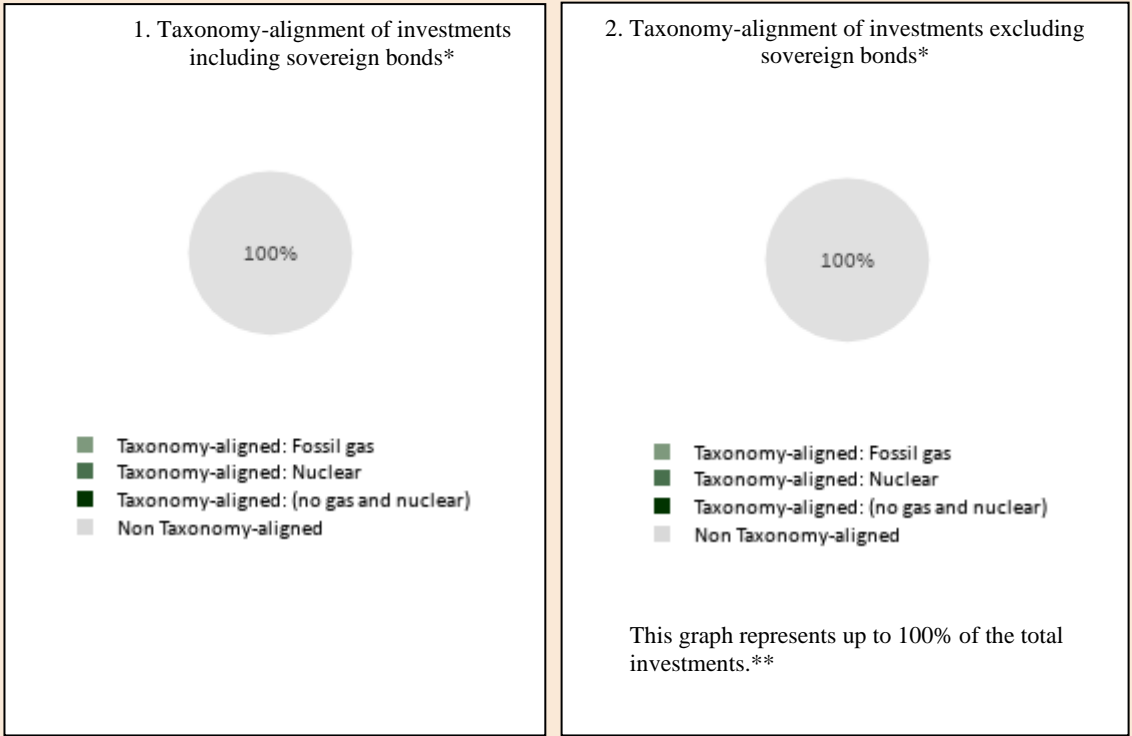 1. Taxonomy-alignment of investments
including sovereign bonds*
100%
Taxonomy-aligned: Fossil gas
Taxonomy-aligned: Nuclear
Taxonomy-aligned: (no gas and nuclear)
Non Taxonomy-aligned
2. Taxonomy-alignment of investments excluding
sovereign bonds*
100%
Taxonomy-aligned: Fossil gas
Taxonomy-aligned: Nuclear
Taxonomy-aligned: (no gas and nuclear)
Non Taxonomy-aligned
This graph represents up to 100% of the total
investments.**